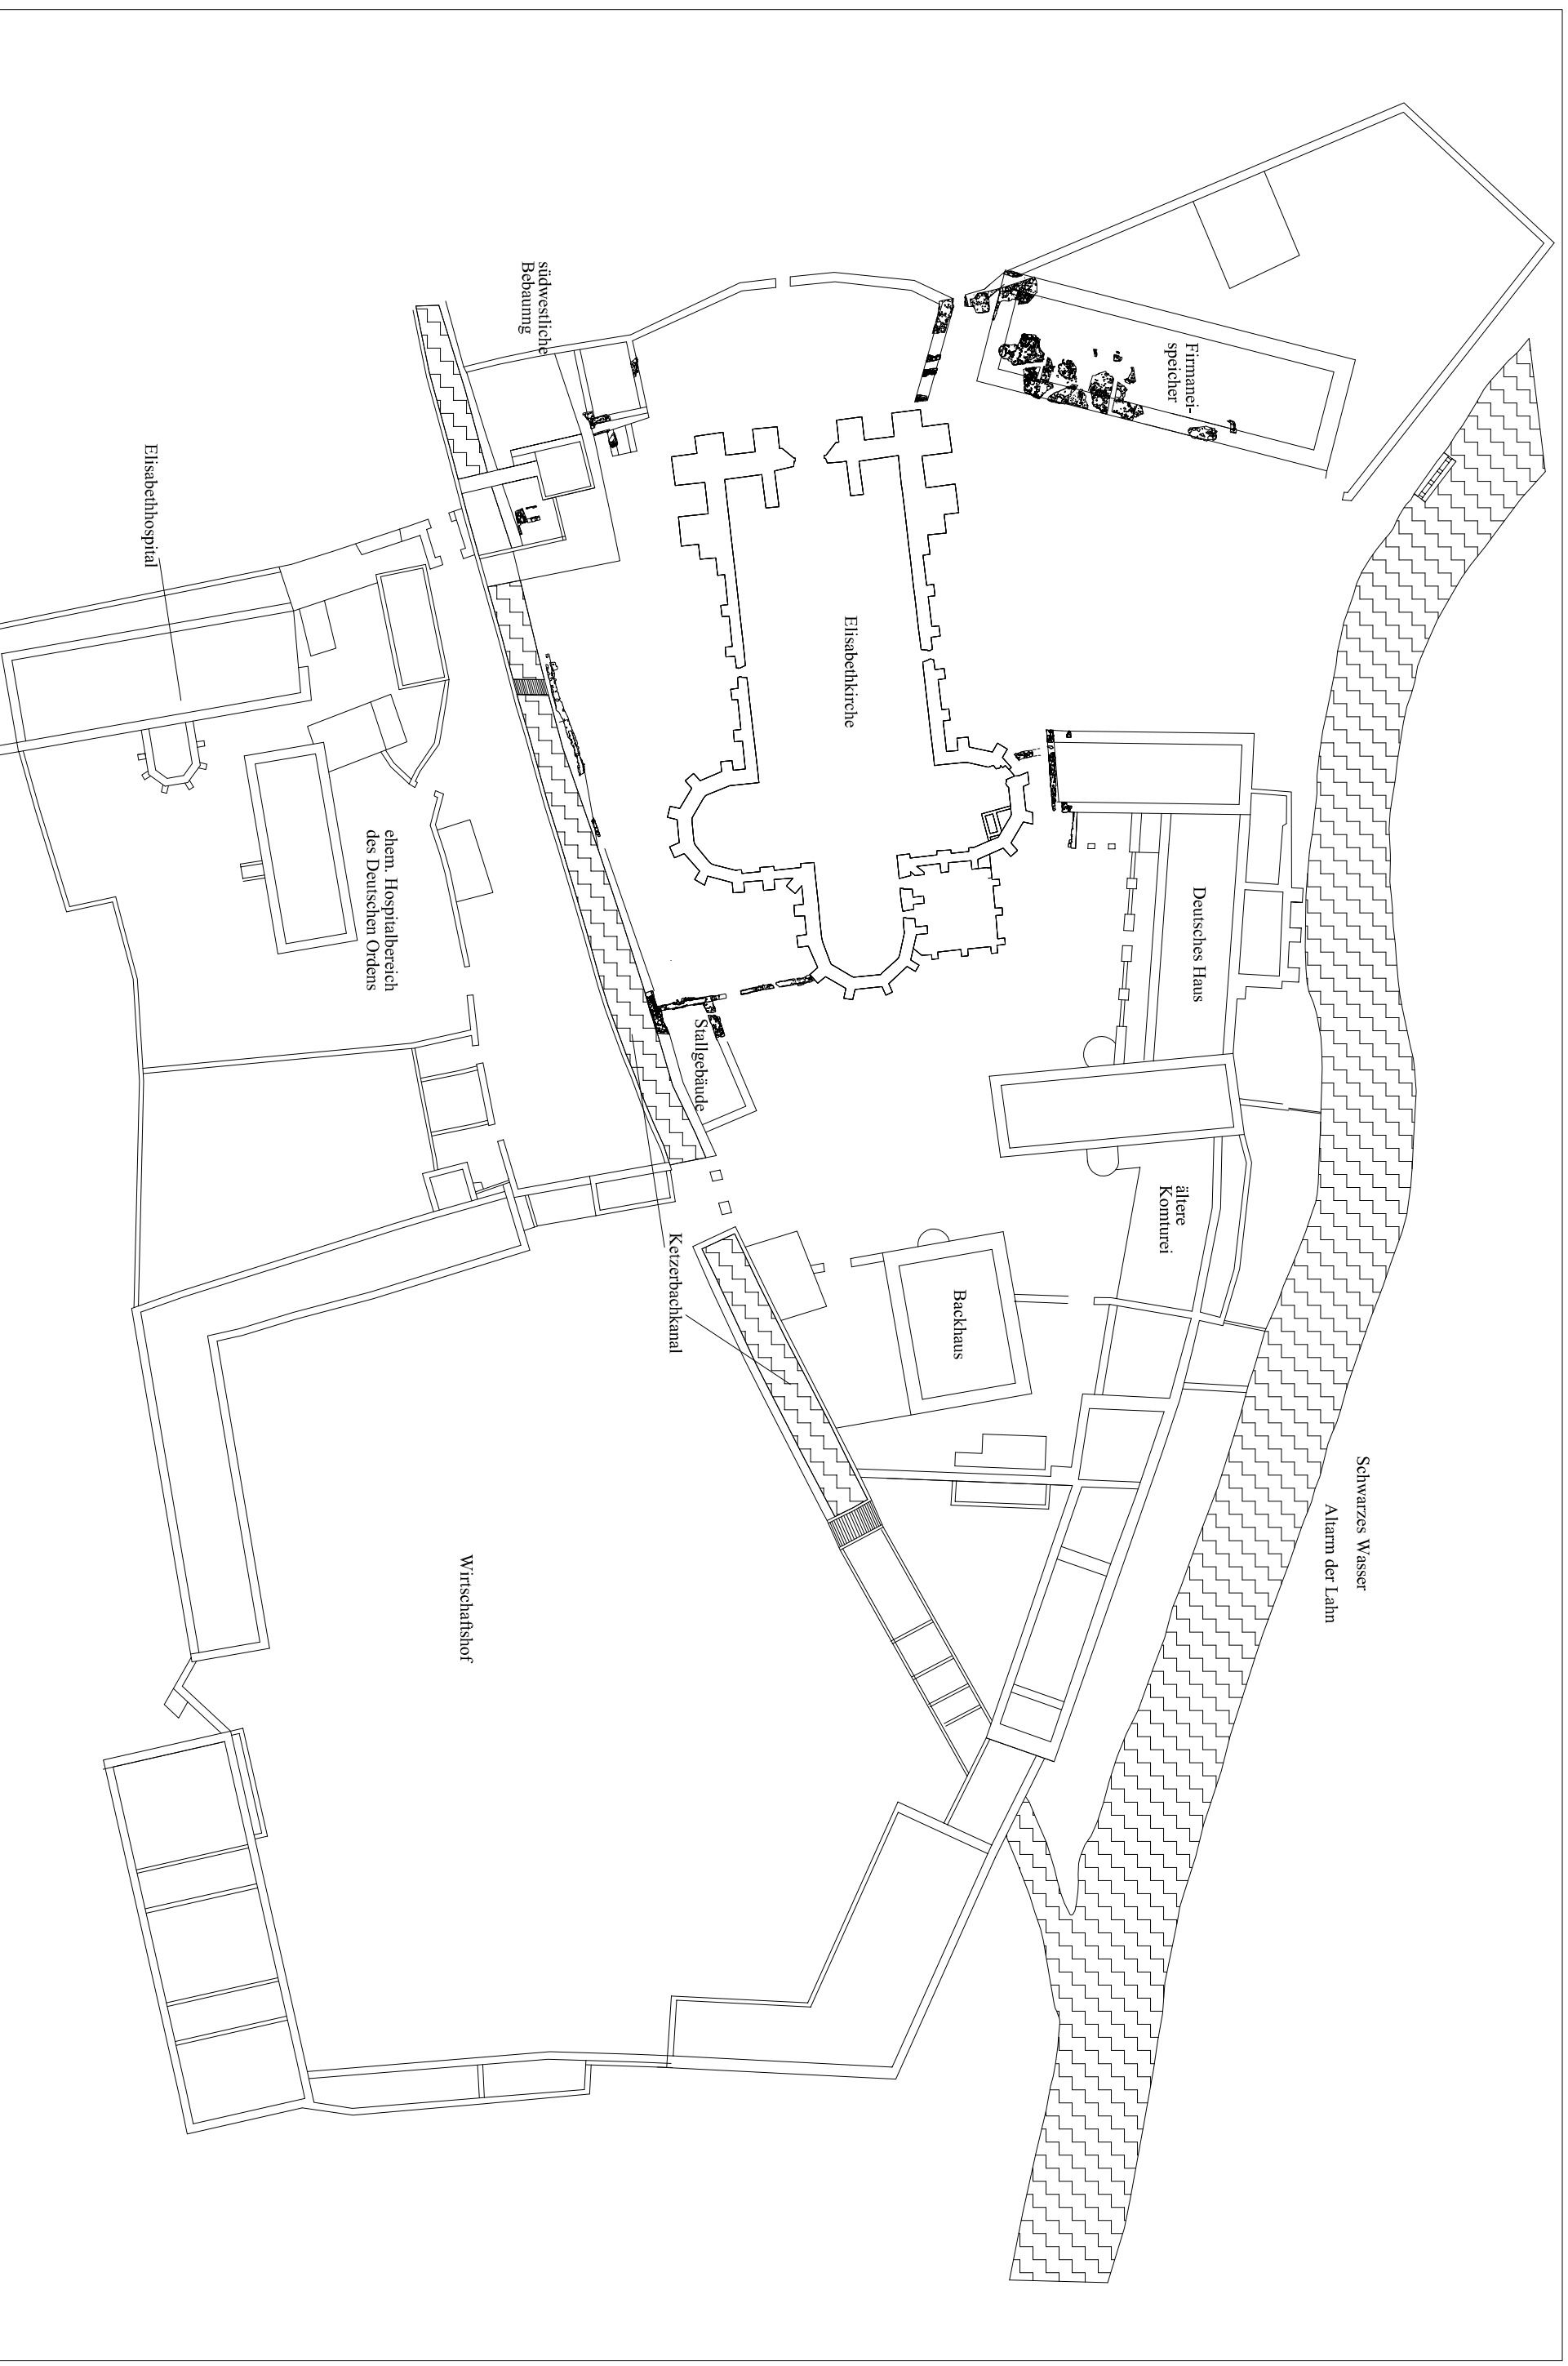 Schwarzes Wasser
Altarm der Lahn
Firmanei-
speicher
Deutsches Haus
ältere
Komturei
Backhaus
Elisabethkirche
Stallgebäude
Ketzerbachkanal
südwestliche
Bebaunng
Wirtschaftshof
ehem. Hospitalbereich
des Deutschen Ordens
Elisabethhospital